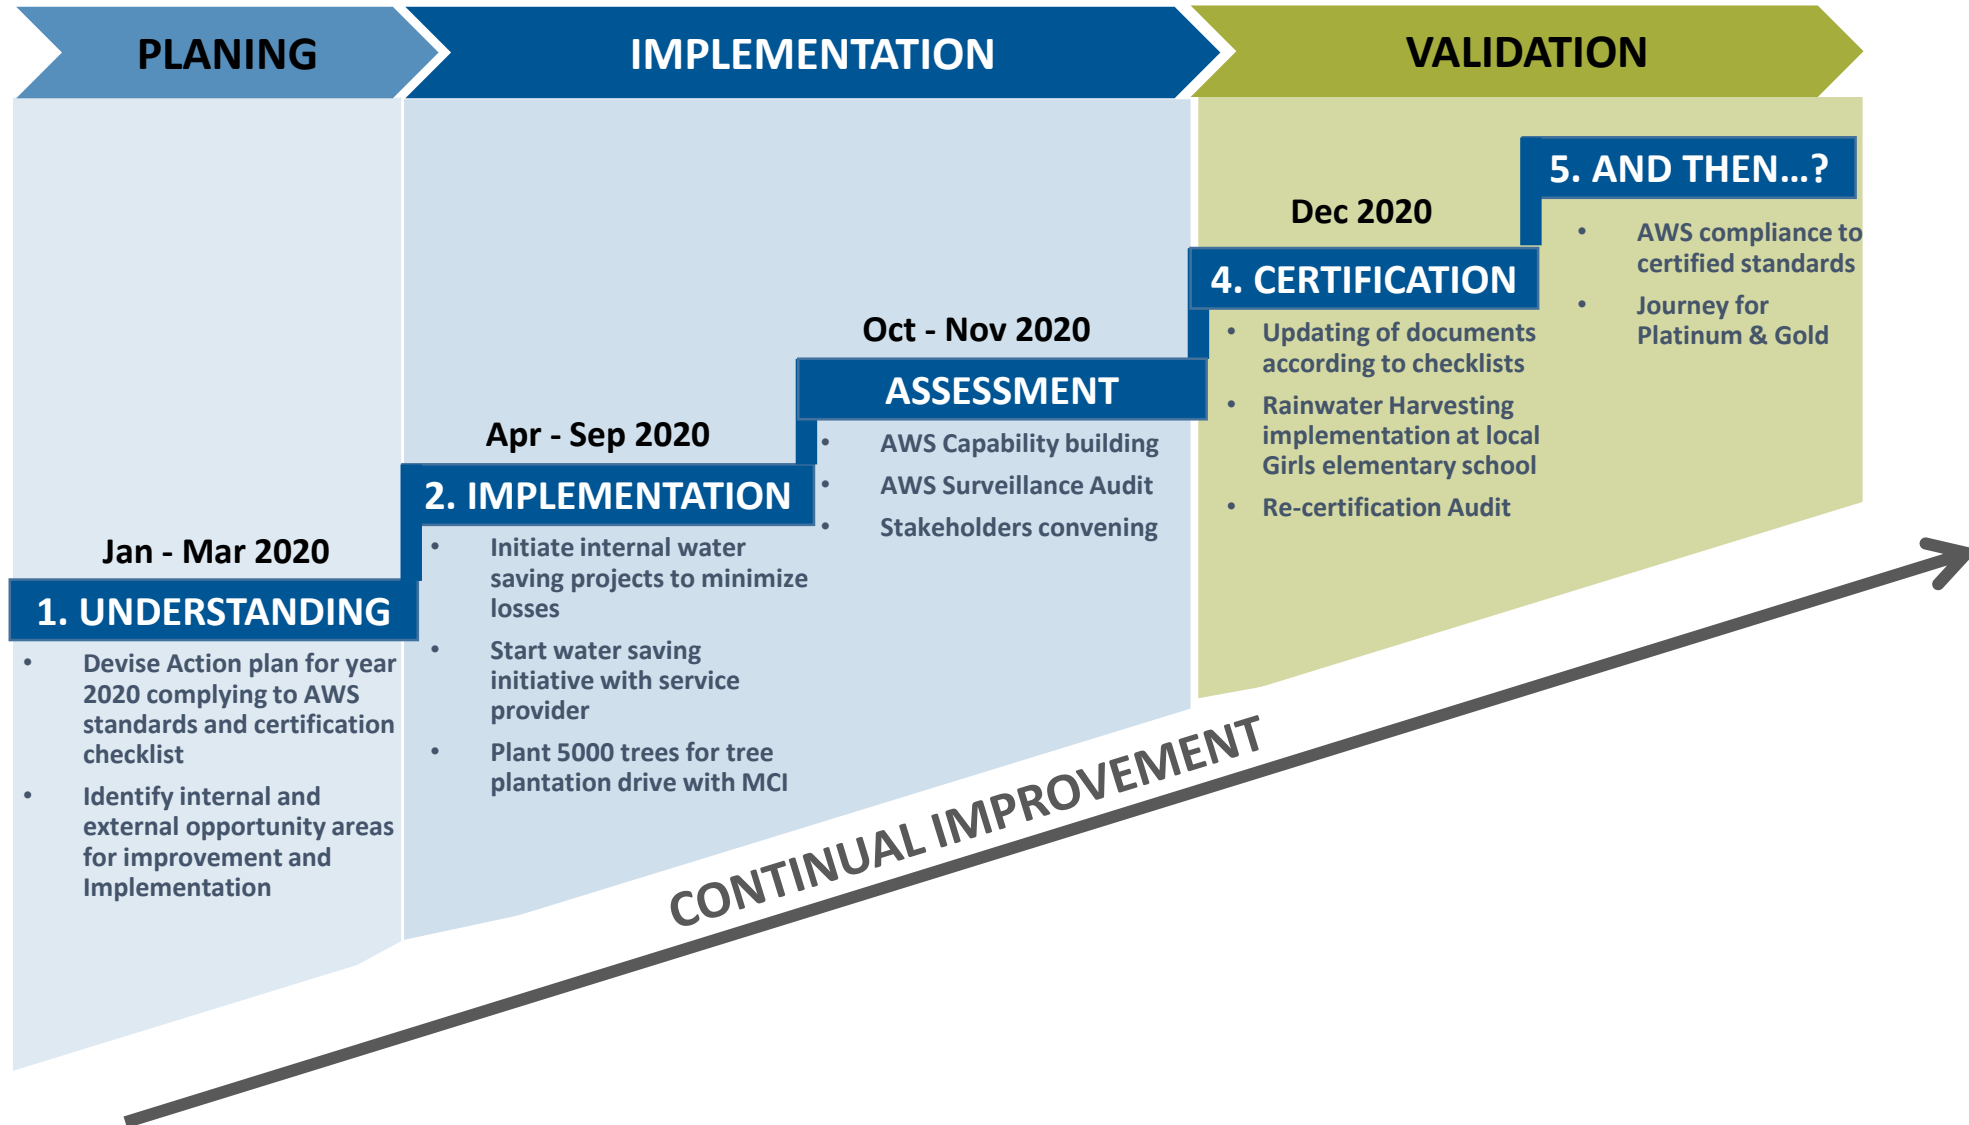 PLANING
IMPLEMENTATION
VALIDATION
Jan - Mar 2020
1. UNDERSTANDING
• Devise Action plan for year
2020 complying to AWS
standards and certification
checklist
• Identify internal and
external opportunity areas
for improvement and
Implementation
Apr - Sep 2020
2. IMPLEMENTATION
• Initiate internal water
saving projects to minimize
losses
• Start water saving
initiative with service
provider
• Plant 5000 trees for tree
plantation drive with MCI
Oct - Nov 2020
ASSESSMENT
• AWS Capability building
• AWS Surveillance Audit
• Stakeholders convening
Dec 2020
4. CERTIFICATION
• Updating of documents
according to checklists
• Rainwater Harvesting
implementation at local
Girls elementary school
• Re-certification Audit
5. AND THEN...?
• AWS compliance to
certified standards
• Journey for
Platinum & Gold
CONTINUAL IMPROVEMENT